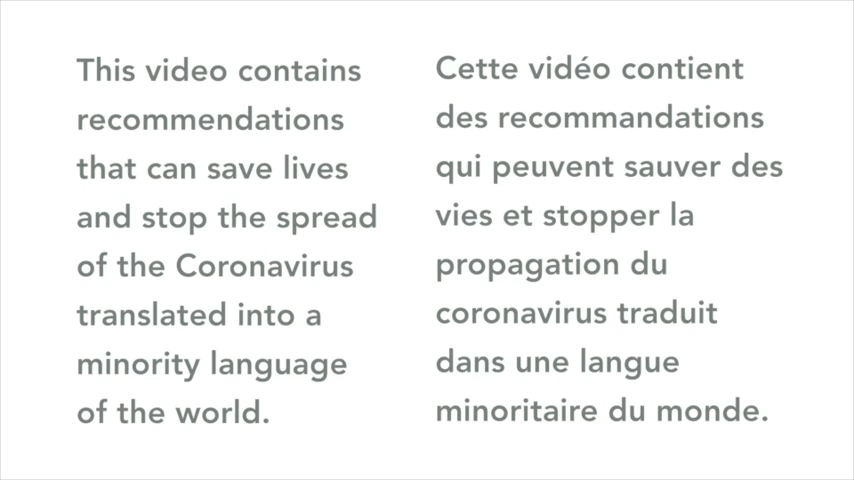 This video contains
recommendations
that can save lives
and stop the spread
of the Coronavirus
translated into a
minority language
of the world.
Cette vidéo contient
des recommandations
qui peuvent sauver des
vies et stopper la
propagation du
coronavirus traduit
dans une langue
minoritaire du monde.